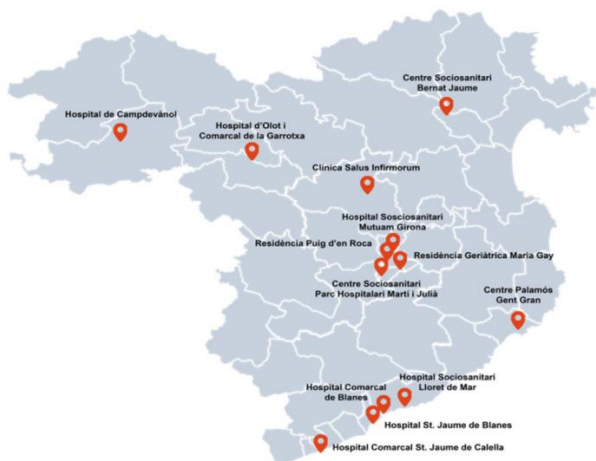 Centre Sociosanitari
Bernat Jaume
Hospital de Campdevànol
Hospital d'Olot i
Comarcal de la Garrotxa
Clínica Salus Infirmorum
Hospital Sosciosanitari
Mutuam Girona
Residència Puig d'en Roca
Residència Geriàtrica Maria Gay
Centre Sociosanitari
Parc Hospitalari Martí i Julià
Centre Palamós
Gent Gran
Hospital Sociosanitari
Lloret de Mar
Hospital Comarcal
de Blanes
Hospital St. Jaume de Blanes
Hospital Comarcal St. Jaume de Calella